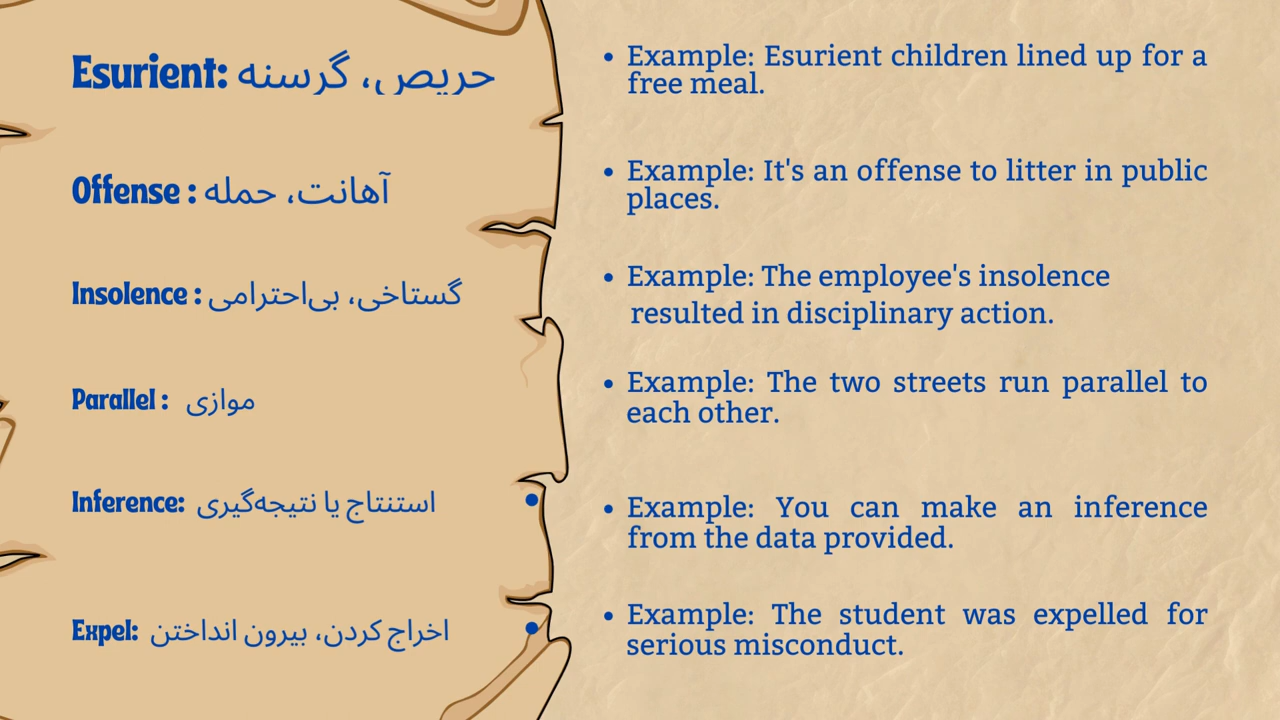 Esurient: حریص، گرسنه
• Example: Esurient children lined up for a
free meal.
Offense : آهانت، حمله
• Example: It's an offense to litter in public
places.
Insolence : گستاخی، بی‌احترامی
• Example: The employee's insolence
resulted in disciplinary action.
Parallel : موازی
• Example: The two streets run parallel to
each other.
Inference: استنتاج یا نتیجه‌گیری
• Example: You can make an inference
from the data provided.
Expel: اخراج کردن، بیرون انداختن
• Example: The student was expelled for
serious misconduct.